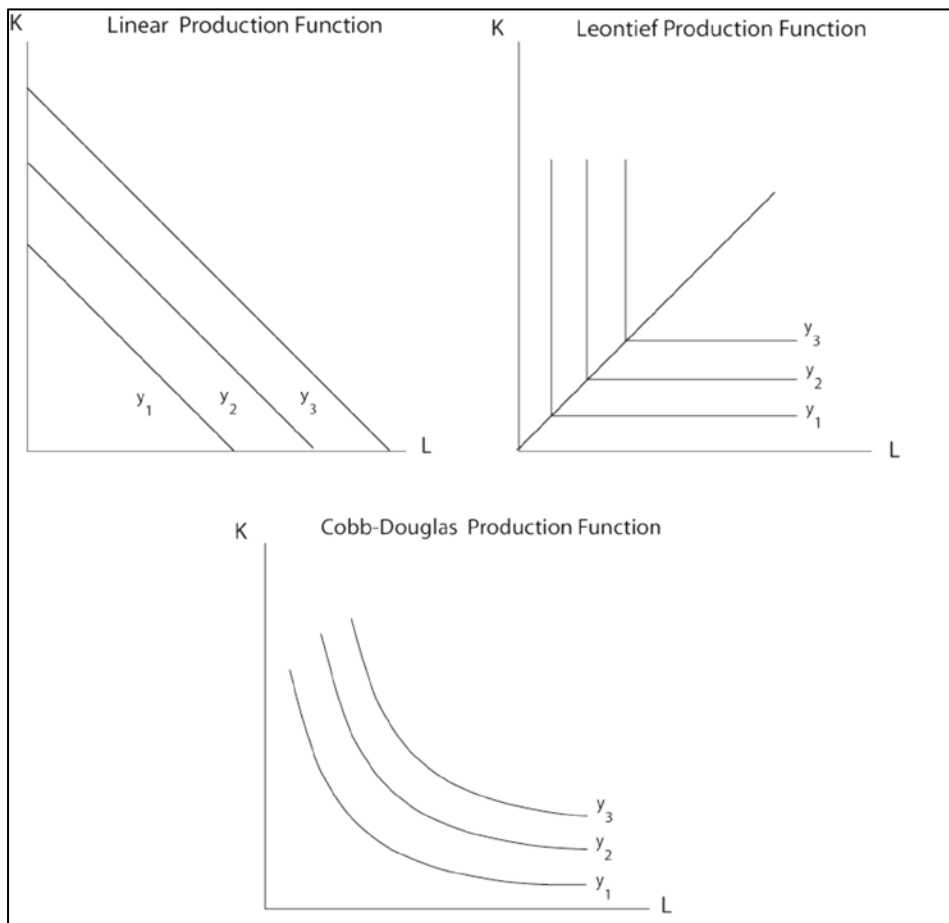 K
Linear Production Function
y1
y2
y3
L
K
Leontief Production Function
y3
y2
y1
L
K
Cobb-Douglas Production Function
y3
y2
y1
L